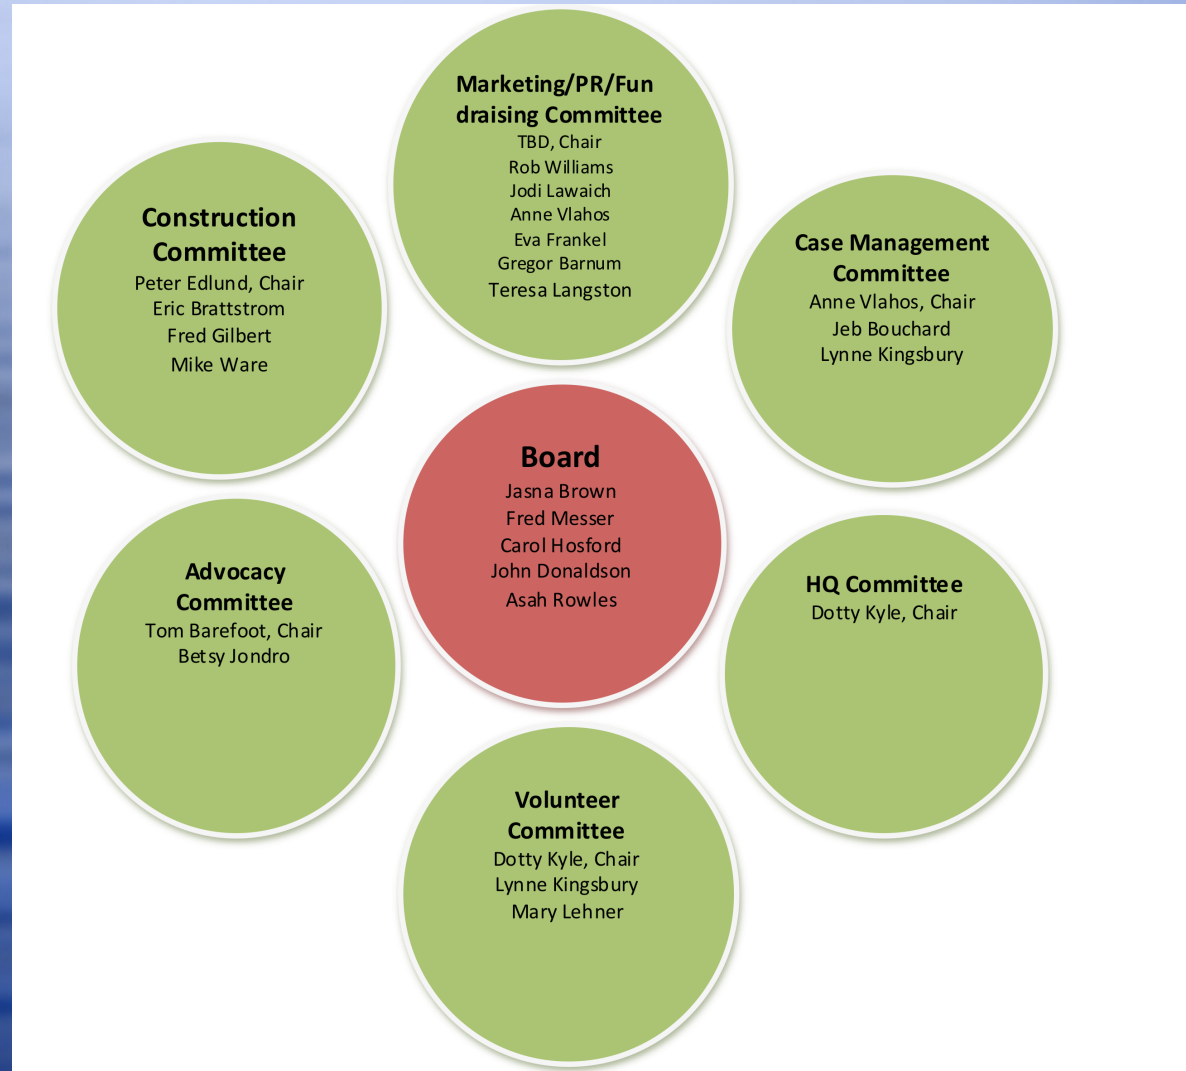 Marketing/PR/Fun
draising Committee
TBD, Chair
Rob Williams
Jodi Lawaich
Anne Vlahos
Eva Frankel
Gregor Barnum
Teresa Langston
Construction
Committee
Peter Edlund, Chair
Eric Brattstrom
Fred Gilbert
Mike Ware
Case Management
Committee
Anne Vlahos, Chair
Jeb Bouchard
Lynne Kingsbury
Board
Jasna Brown
Fred Messer
Carol Hosford
John Donaldson
Asah Rowles
Advocacy
Committee
Tom Barefoot, Chair
Betsy Jondro
HQ Committee
Dotty Kyle, Chair
Volunteer
Committee
Dotty Kyle, Chair
Lynne Kingsbury
Mary Lehner